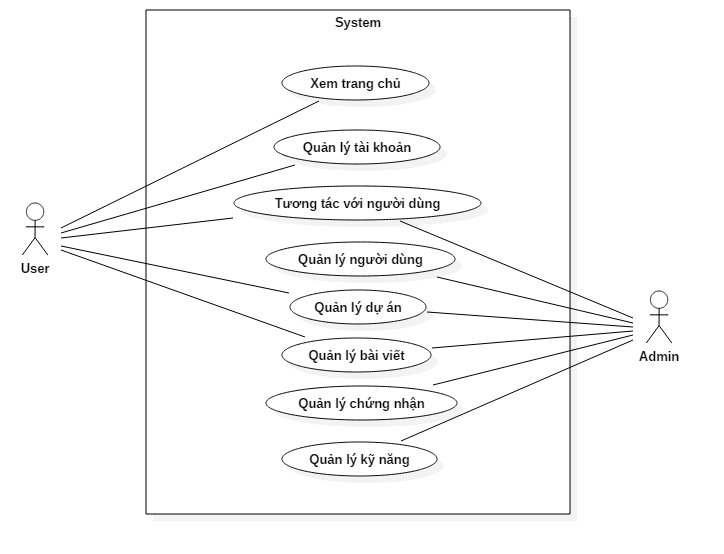 System
Xem trang chủ
Quản lý tài khoản
Tương tác với người dùng
Quản lý người dùng
User
Quản lý dự án
Quản lý bài viết
Admin
Quản lý chứng nhận
Quản lý kỹ năng